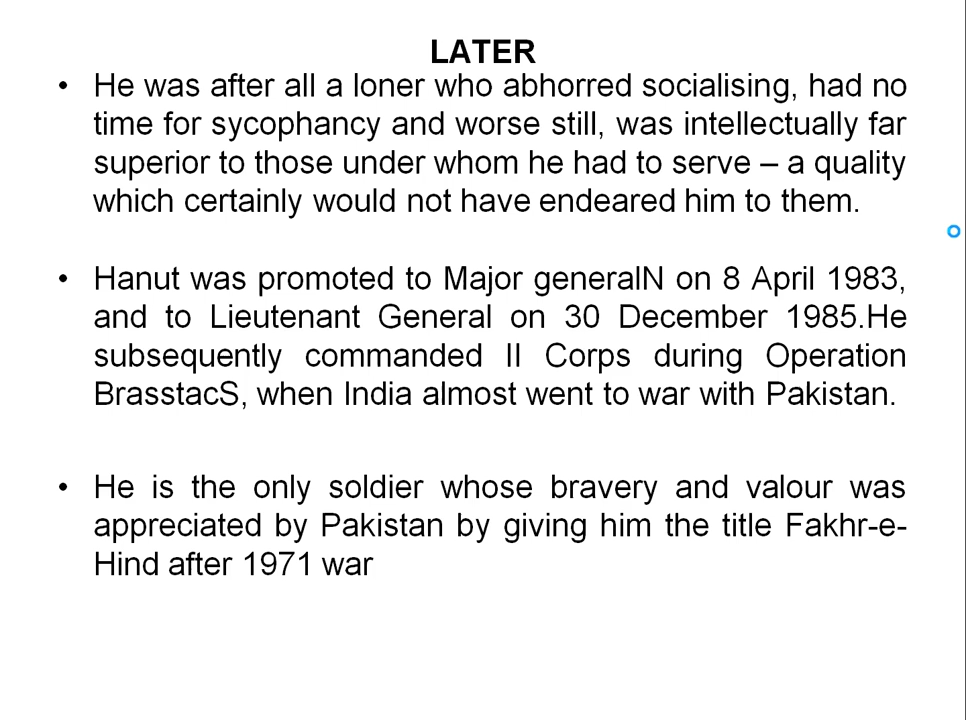 LATER
• He was after all a loner who abhorred socialising, had no
time for sycophancy and worse still, was intellectually far
superior to those under whom he had to serve – a quality
which certainly would not have endeared him to them.
• Hanut was promoted to Major generalN on 8 April 1983,
and to Lieutenant General on 30 December 1985.He
subsequently commanded II Corps during Operation
BrasstacS, when India almost went to war with Pakistan.
• He is the only soldier whose bravery and valour was
appreciated by Pakistan by giving him the title Fakhr-e-
Hind after 1971 war